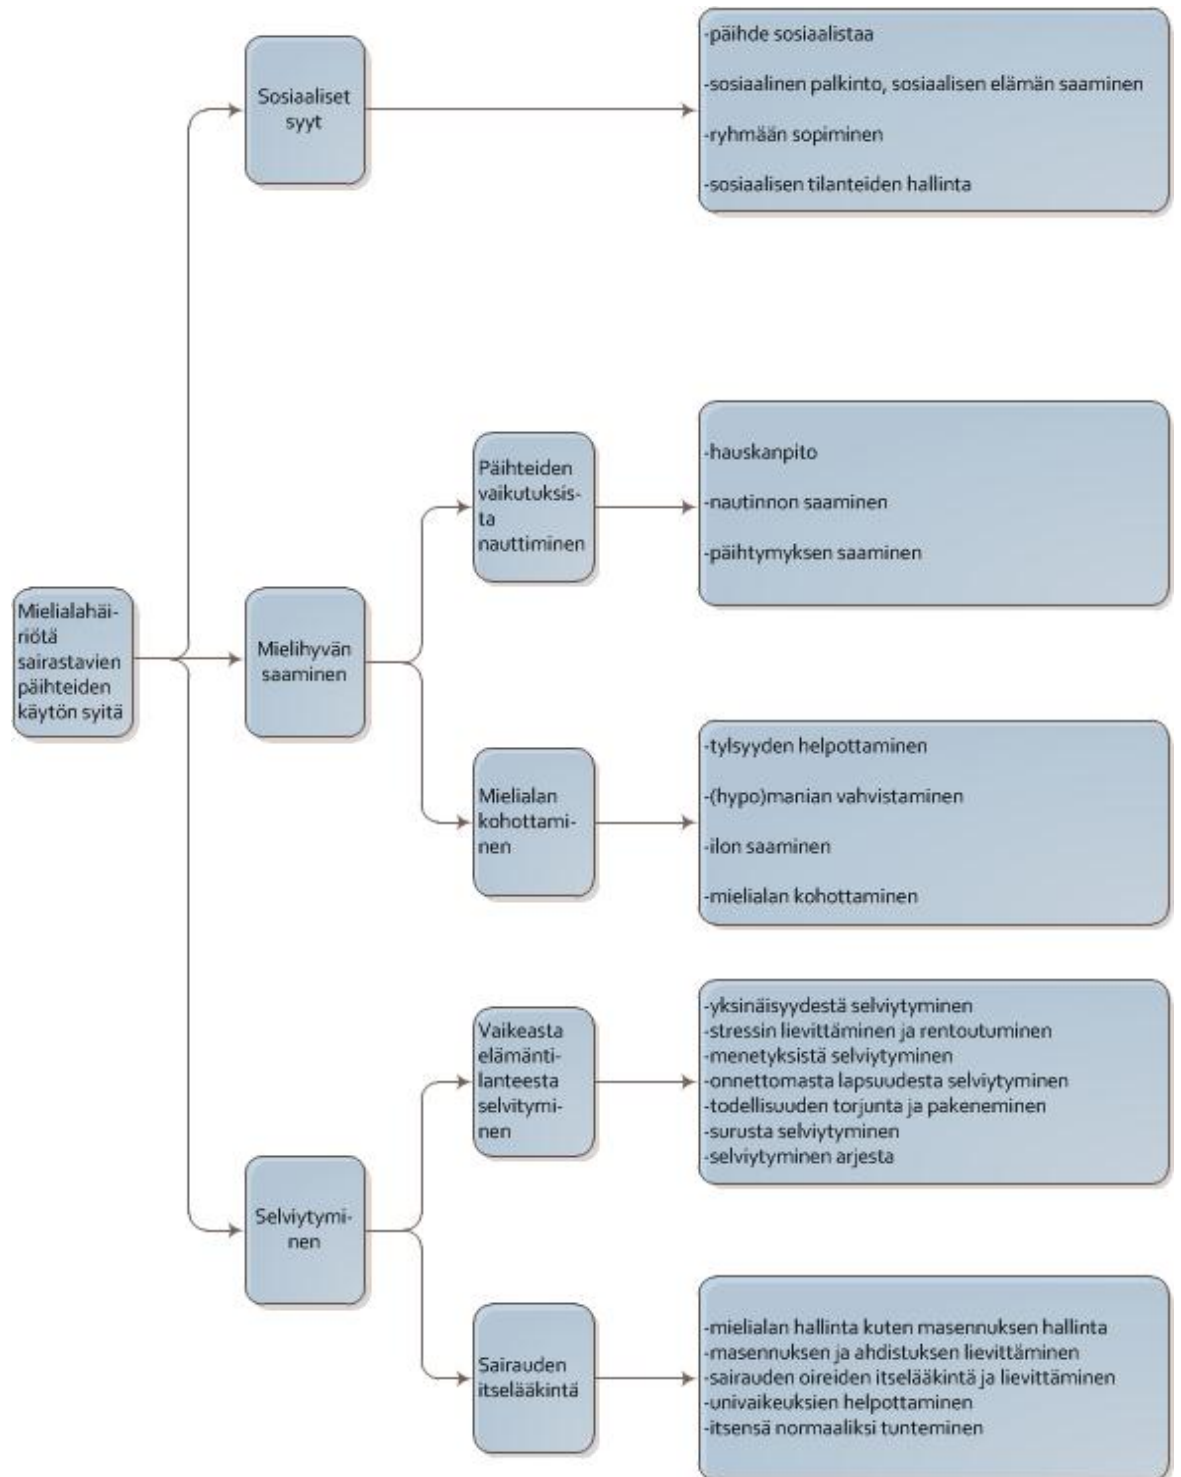 Mielialahäi-
riötä
sairastavien
päihteiden
käytön syitä
Sosiaaliset
syyt
-päihde sosiaalistaa
-sosiaalinen palkinto, sosiaalisen elämän saaminen
-ryhmään sopiminen
-sosiaalisen tilanteiden hallinta
Mielihyvän
saaminen
Päihteiden
vaikutuksis-
ta
nauttiminen
-hauskanpito
-nautinnon saaminen
-päihtymyksen saaminen
Mielialan
kohottami-
nen
-tylsyyden helpottaminen
-(hypo)manian vahvistaminen
-ilon saaminen
-mielialan kohottaminen
Selviytymi-
nen
Vaikeasta
elämänti-
lanteesta
selvitymi-
nen
-yksinäisyydestä selviytyminen
-stressin lievittäminen ja rentoutuminen
-menetyksistä selviytyminen
-onnettomasta lapsuudesta selviytyminen
-todellisuuden torjunta ja pakeneminen
-surusta selviytyminen
-selviytyminen arjesta
Sairauden
itselääkintä
-mielialan hallinta kuten masennuksen hallinta
-masennuksen ja ahdistuksen lievittäminen
-sairauden oireiden itselääkintä ja lievittäminen
-univaikeuksien helpottaminen
-itsensä normaaliksi tunteminen